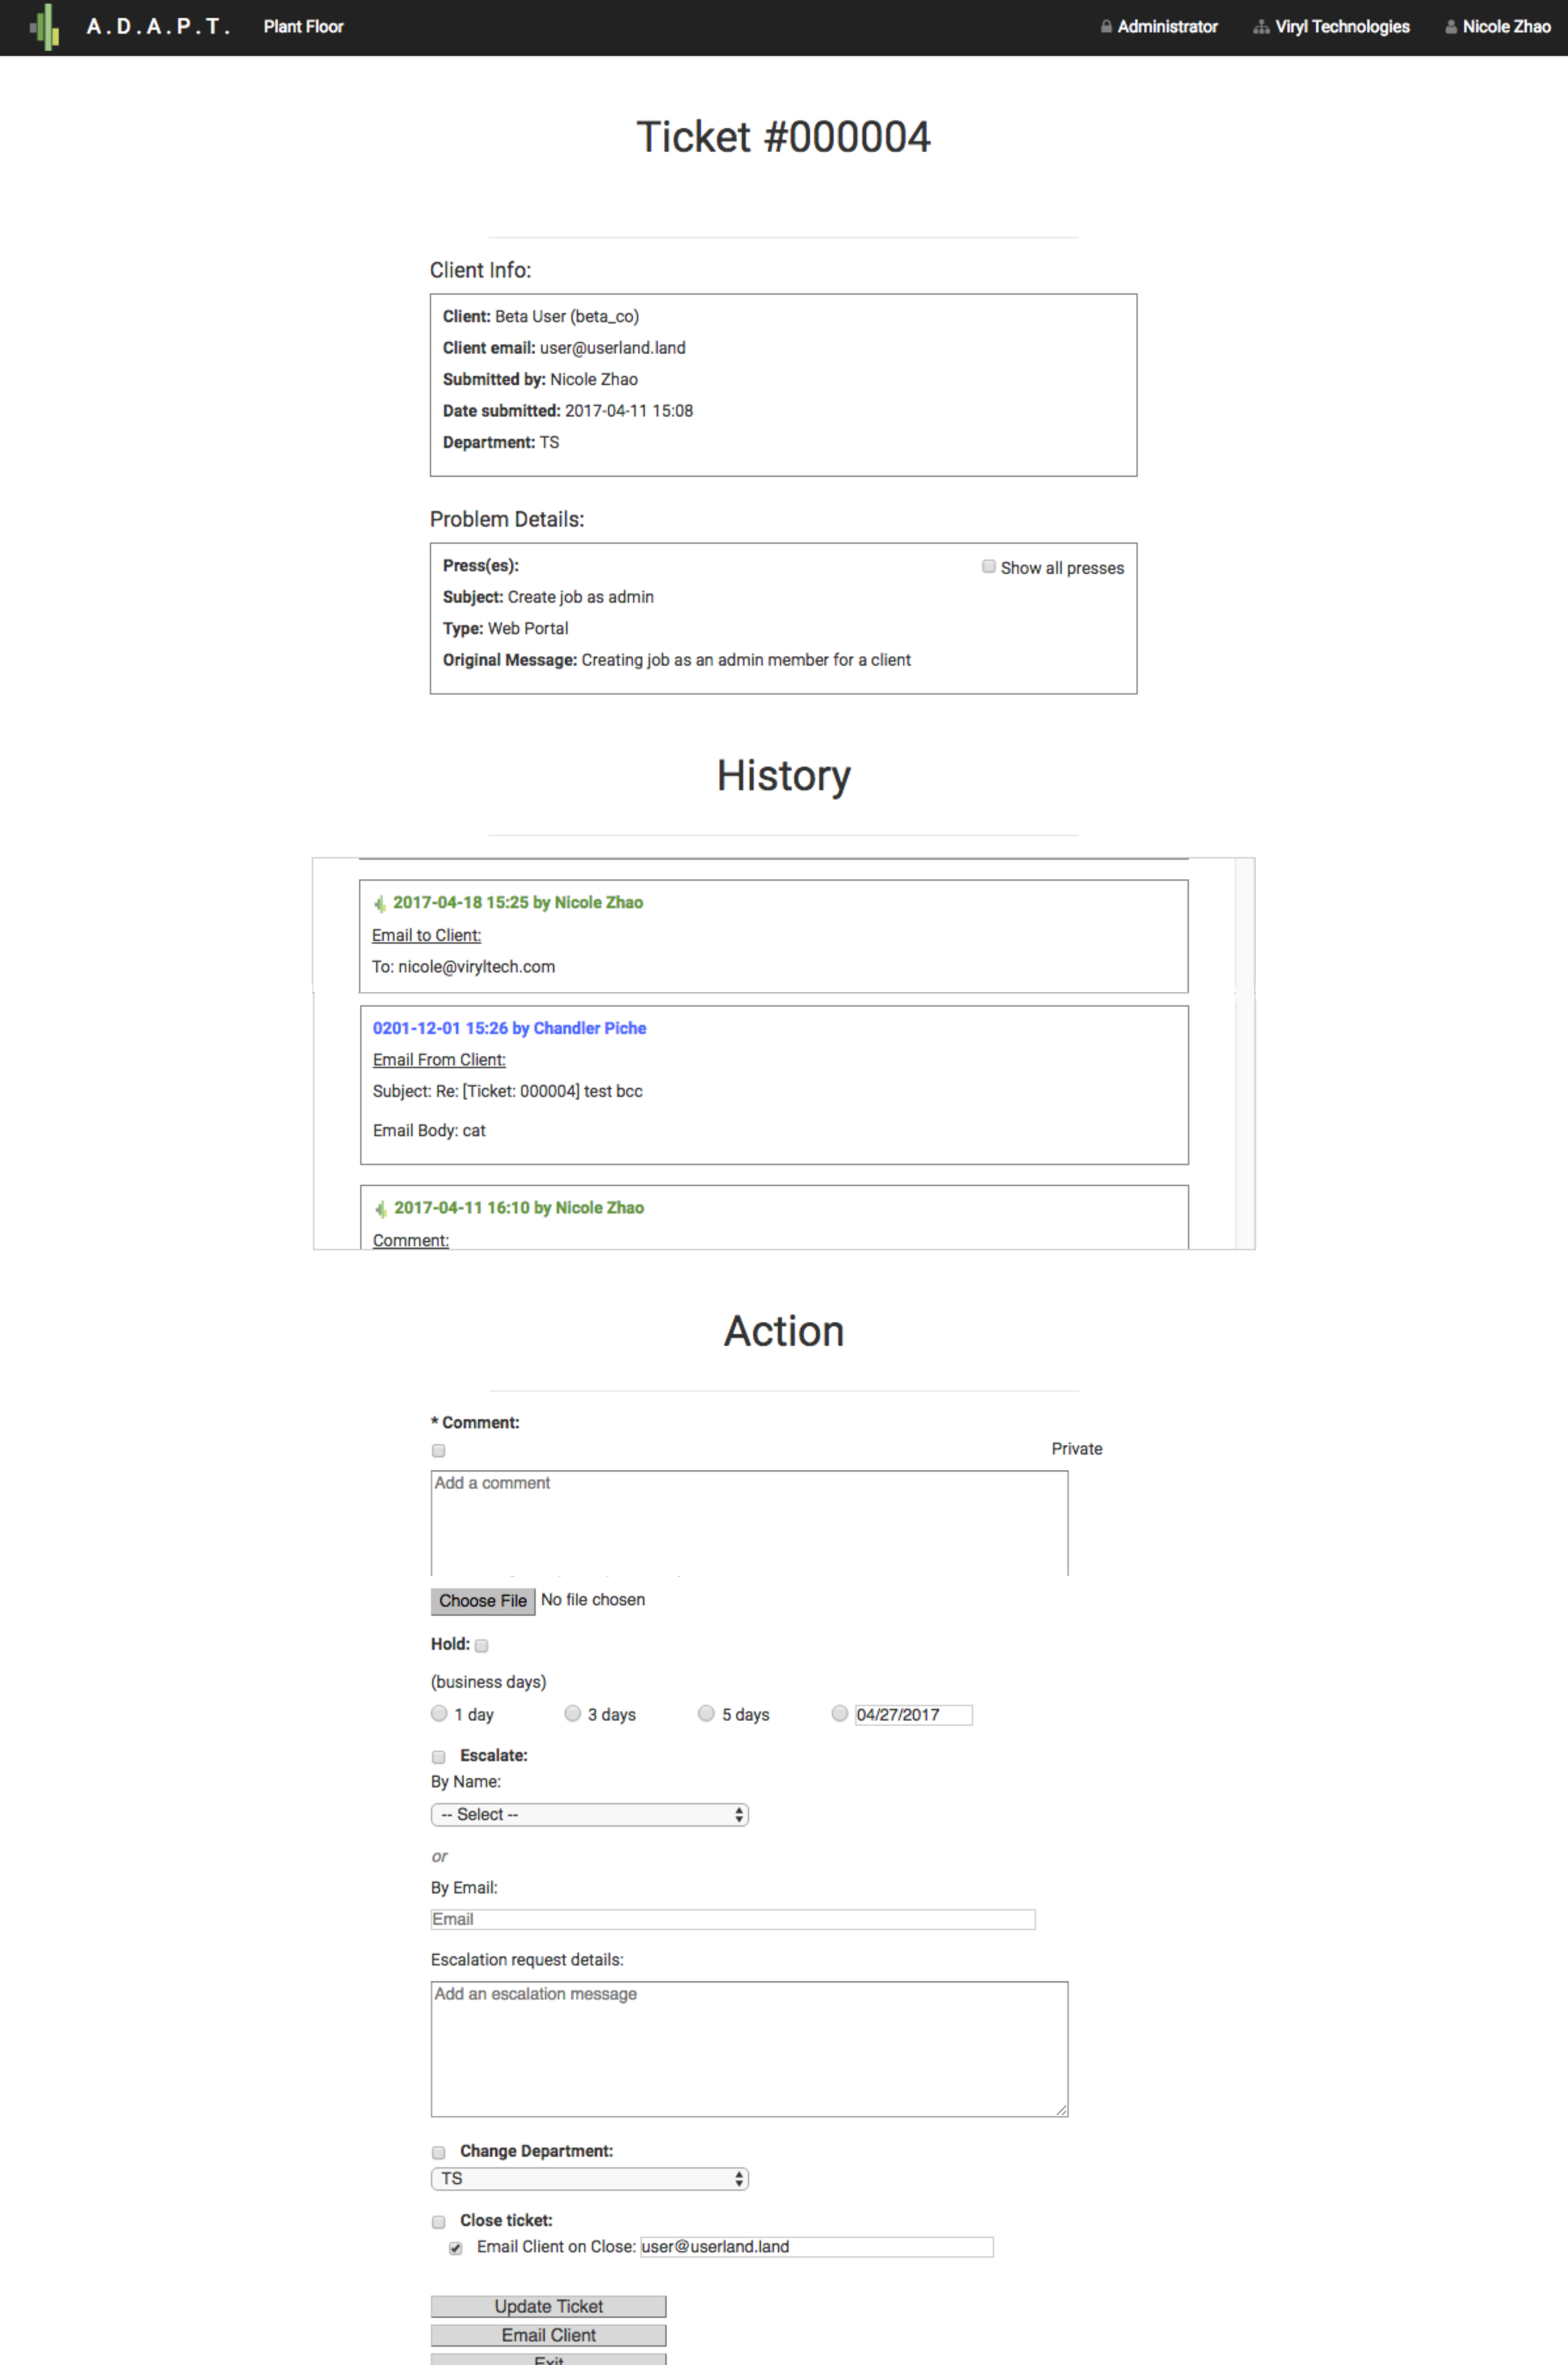 A.D.A.P.T. Plant Floor Administrator Viryl Technologies Nicole Zhao
Ticket #000004
Client Info:
Client: Beta User (beta_co)
Client email: user@userland.land
Submitted by: Nicole Zhao
Date submitted: 2017-04-11 15:08
Department: TS
Problem Details:
Press(es): Show all presses
Subject: Create job as admin
Type: Web Portal
Original Message: Creating job as an admin member for a client
History
2017-04-18 15:25 by Nicole Zhao
Email to Client:
To: nicole@viryltech.com
0201-12-01 15:26 by Chandler Piche
Email From Client:
Subject: Re: [Ticket: 000004] test bcc
Email Body: cat
2017-04-11 16:10 by Nicole Zhao
Comment:
Action
* Comment:
Private
Add a comment
Choose File No file chosen
Hold:
(business days)
1 day 3 days 5 days 04/27/2017
Escalate:
By Name:
-- Select --
or
By Email:
Email
Escalation request details:
Add an escalation message
Change Department:
TS
Close ticket:
Email Client on Close: user@userland.land
Update Ticket
Email Client
Exit